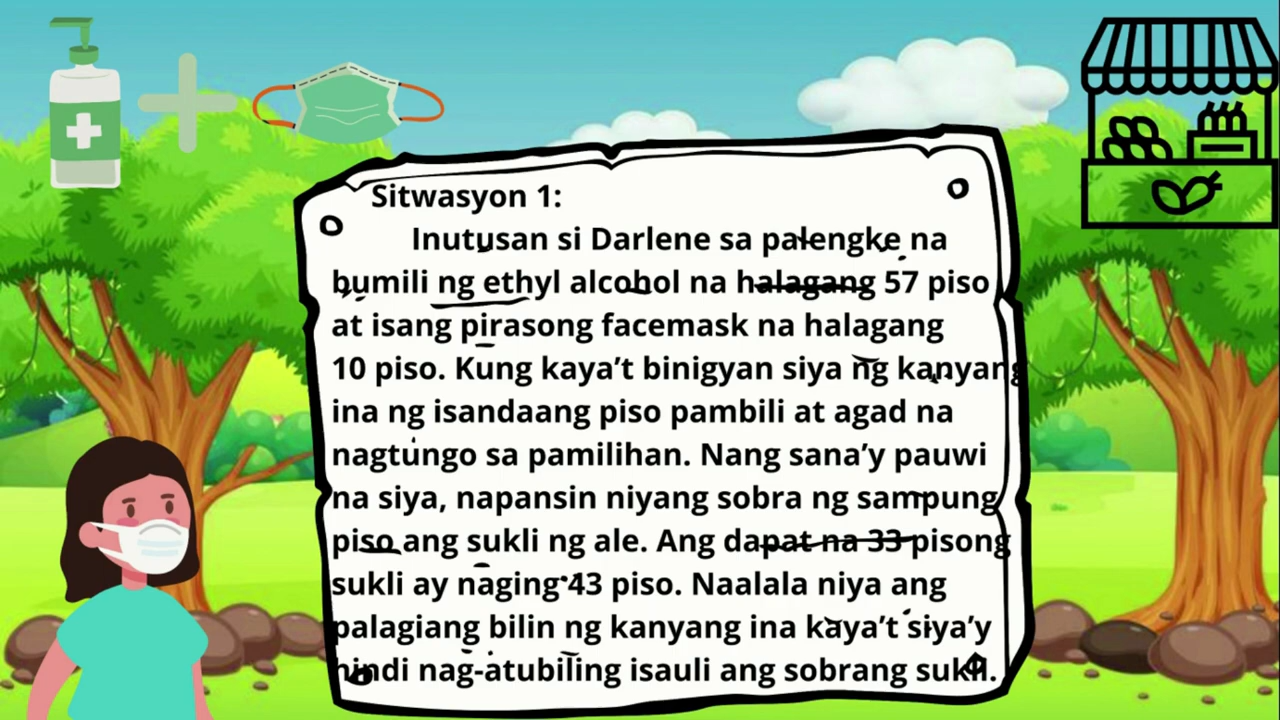 Sitwasyon 1:
Inutusan si Darlene sa palengke na
bumili ng ethyl alcohol na halagang 57 piso
at isang pirasong facemask na halagang
10 piso. Kung kaya’t binigyan siya ng kanyang
ina ng isandaang piso pambili at agad na
nagtungo sa pamilihan. Nang sana’y pauwi
na siya, napansin niyang sobra ng sampung
piso ang sukli ng ale. Ang dapat na 33 pisong
sukli ay naging 43 piso. Naalala niya ang
palagiang bilin ng kanyang ina kaya’t siya’y
hindi nag-atubiling isauli ang sobrang sukli.